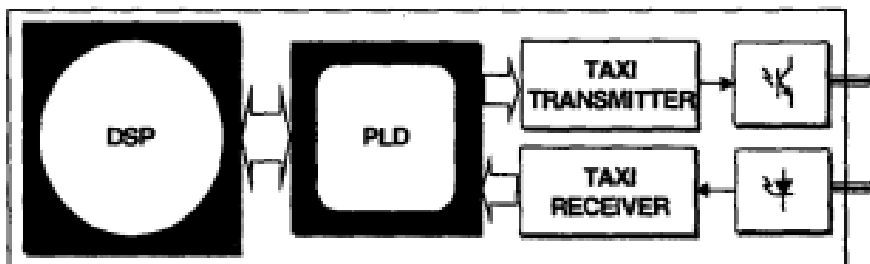 DSP
PLD
TAXI
TRANSMITTER
TAXI
RECEIVER